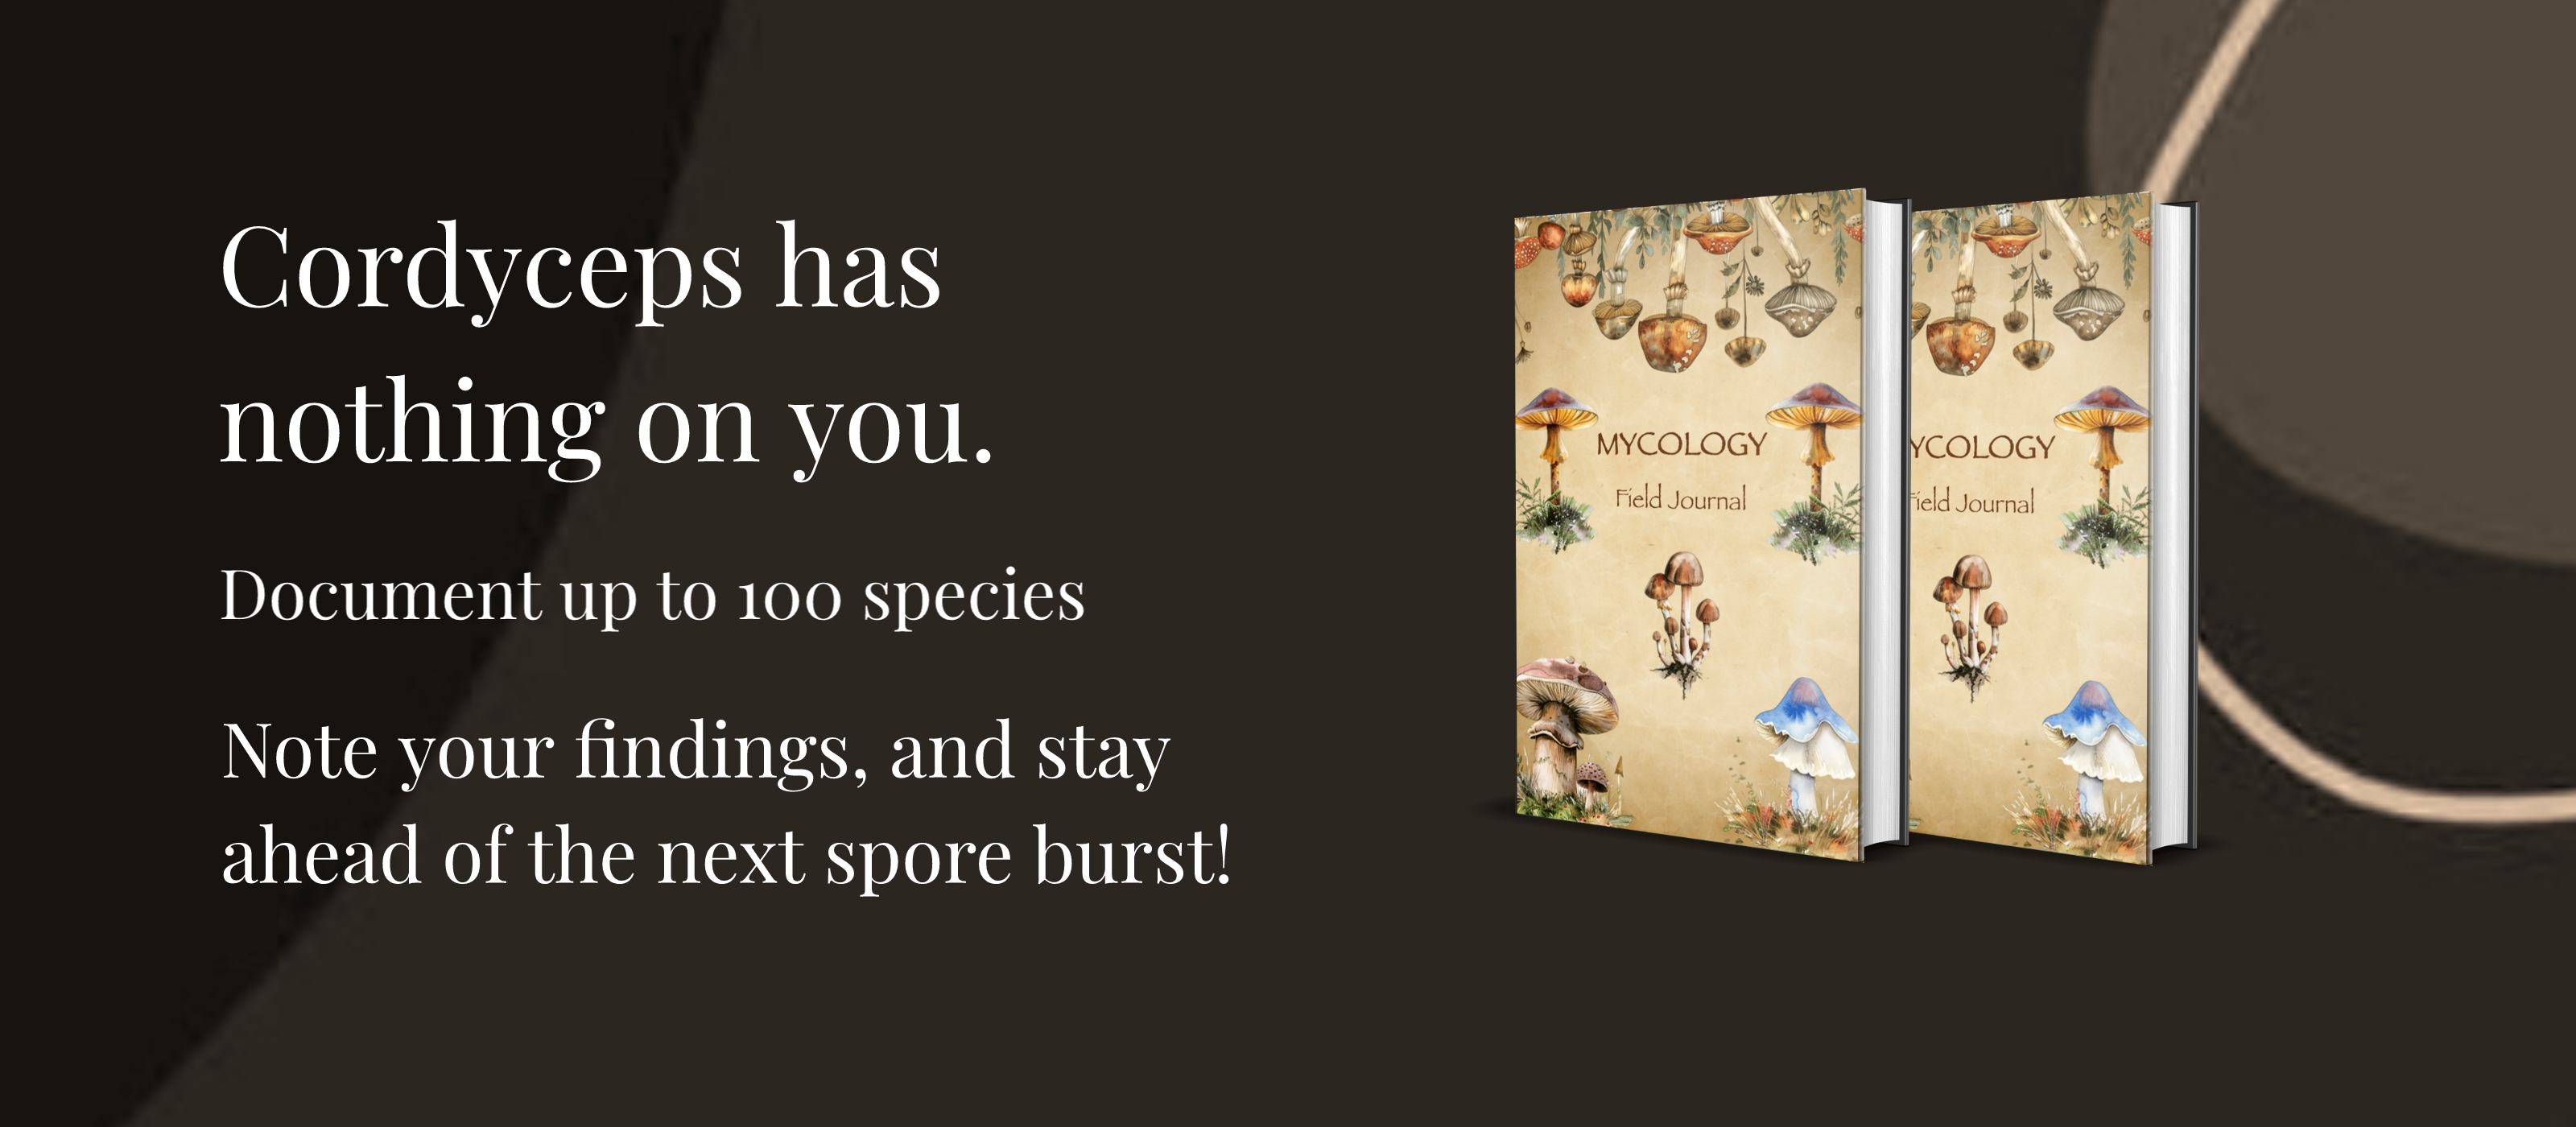 Cordyceps has
nothing on you.
Document up to 100 species
Note your findings, and stay
ahead of the next spore burst!
MYCOLOGY
Field Journal
YCOLOGY
Field Journal